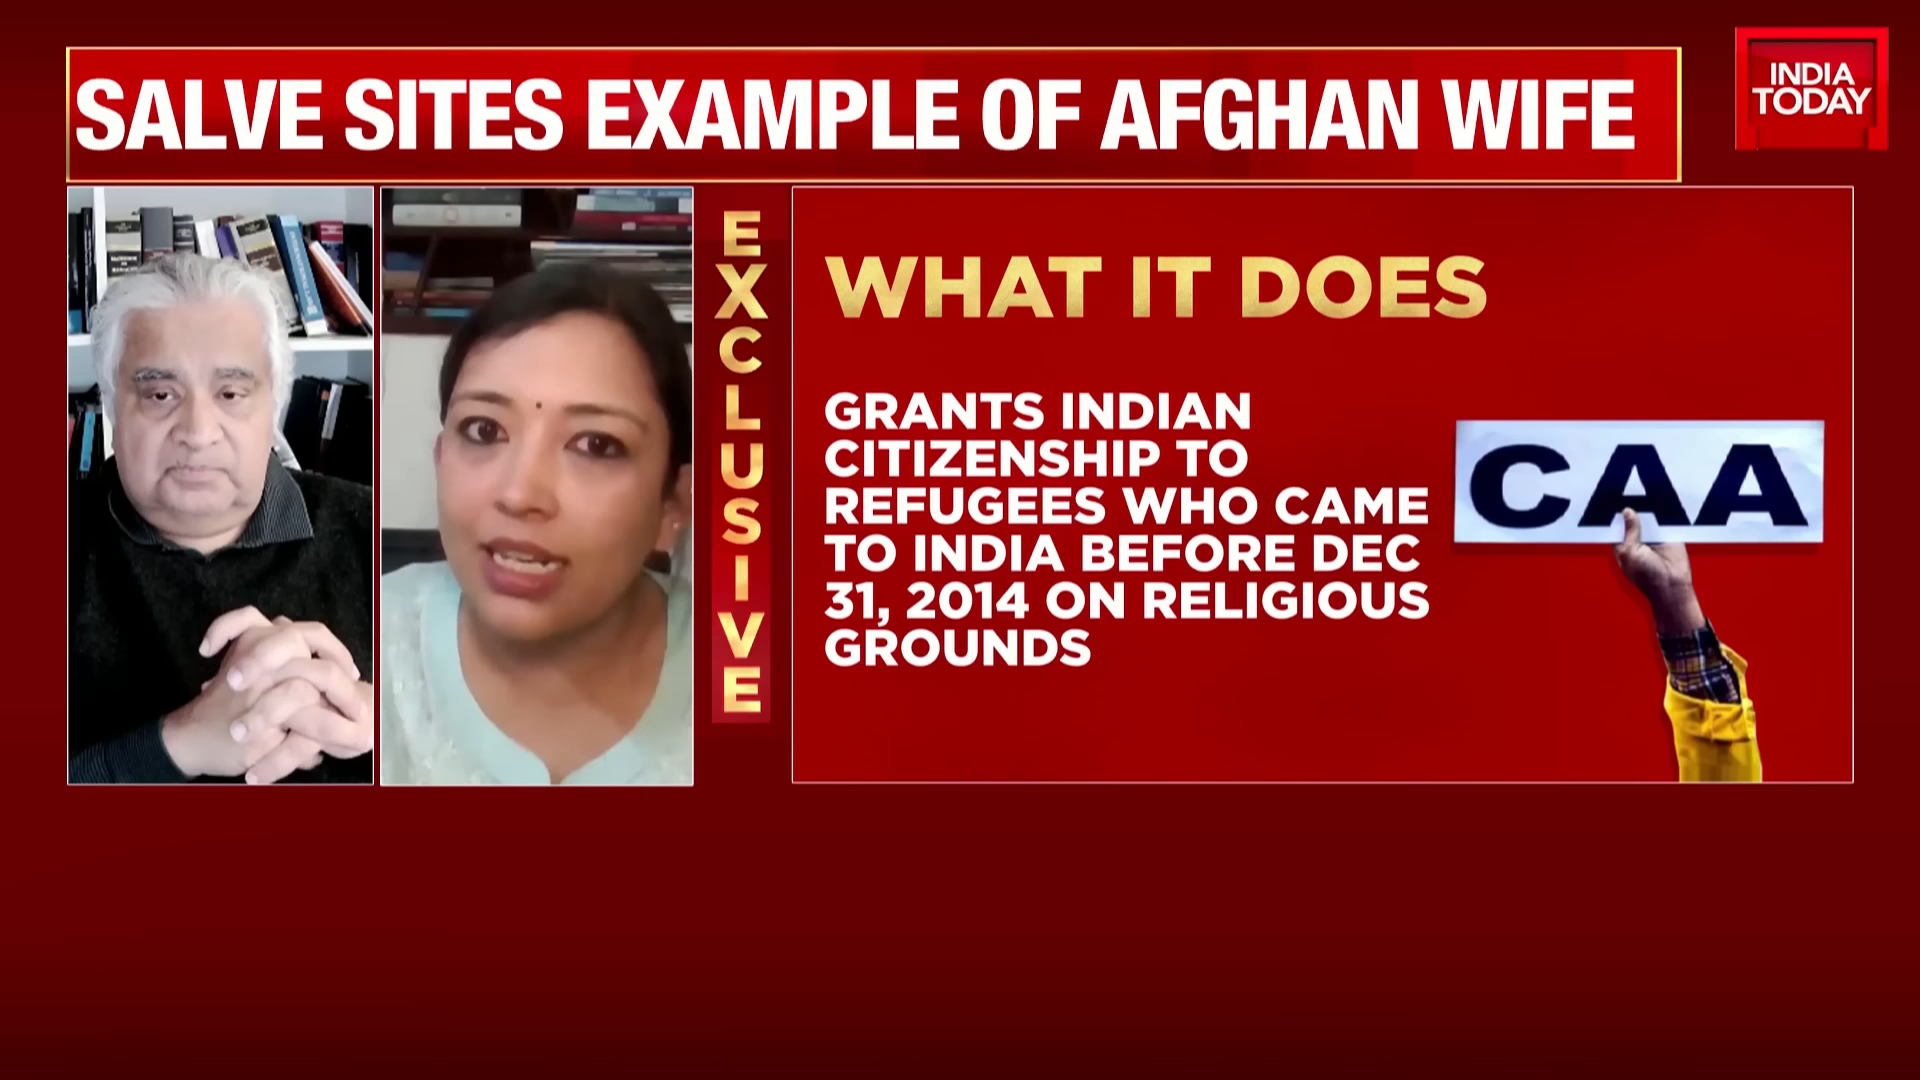 SALVE SITES EXAMPLE OF AFGHAN WIFE
INDIA
TODAY
EXCLUSIVE
WHAT IT DOES
GRANTS INDIAN
CITIZENSHIP TO
REFUGEES WHO CAME
TO INDIA BEFORE DEC
31, 2014 ON RELIGIOUS
GROUNDS
CAA